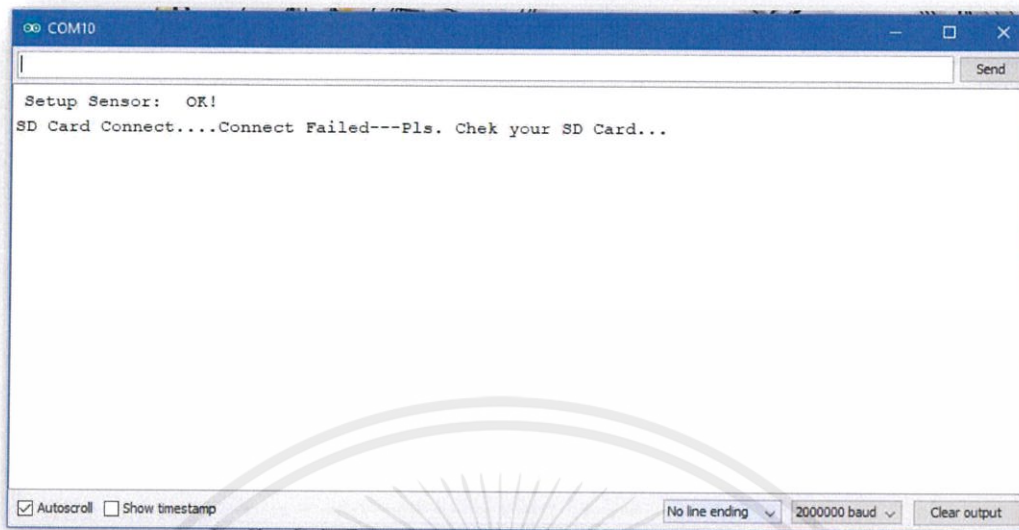 COM10
Send
Setup Sensor: OK!
SD Card Connect....Connect Failed---Pls. Chek your SD Card...
Autoscroll Show timestamp No line ending 2000000 baud Clear output